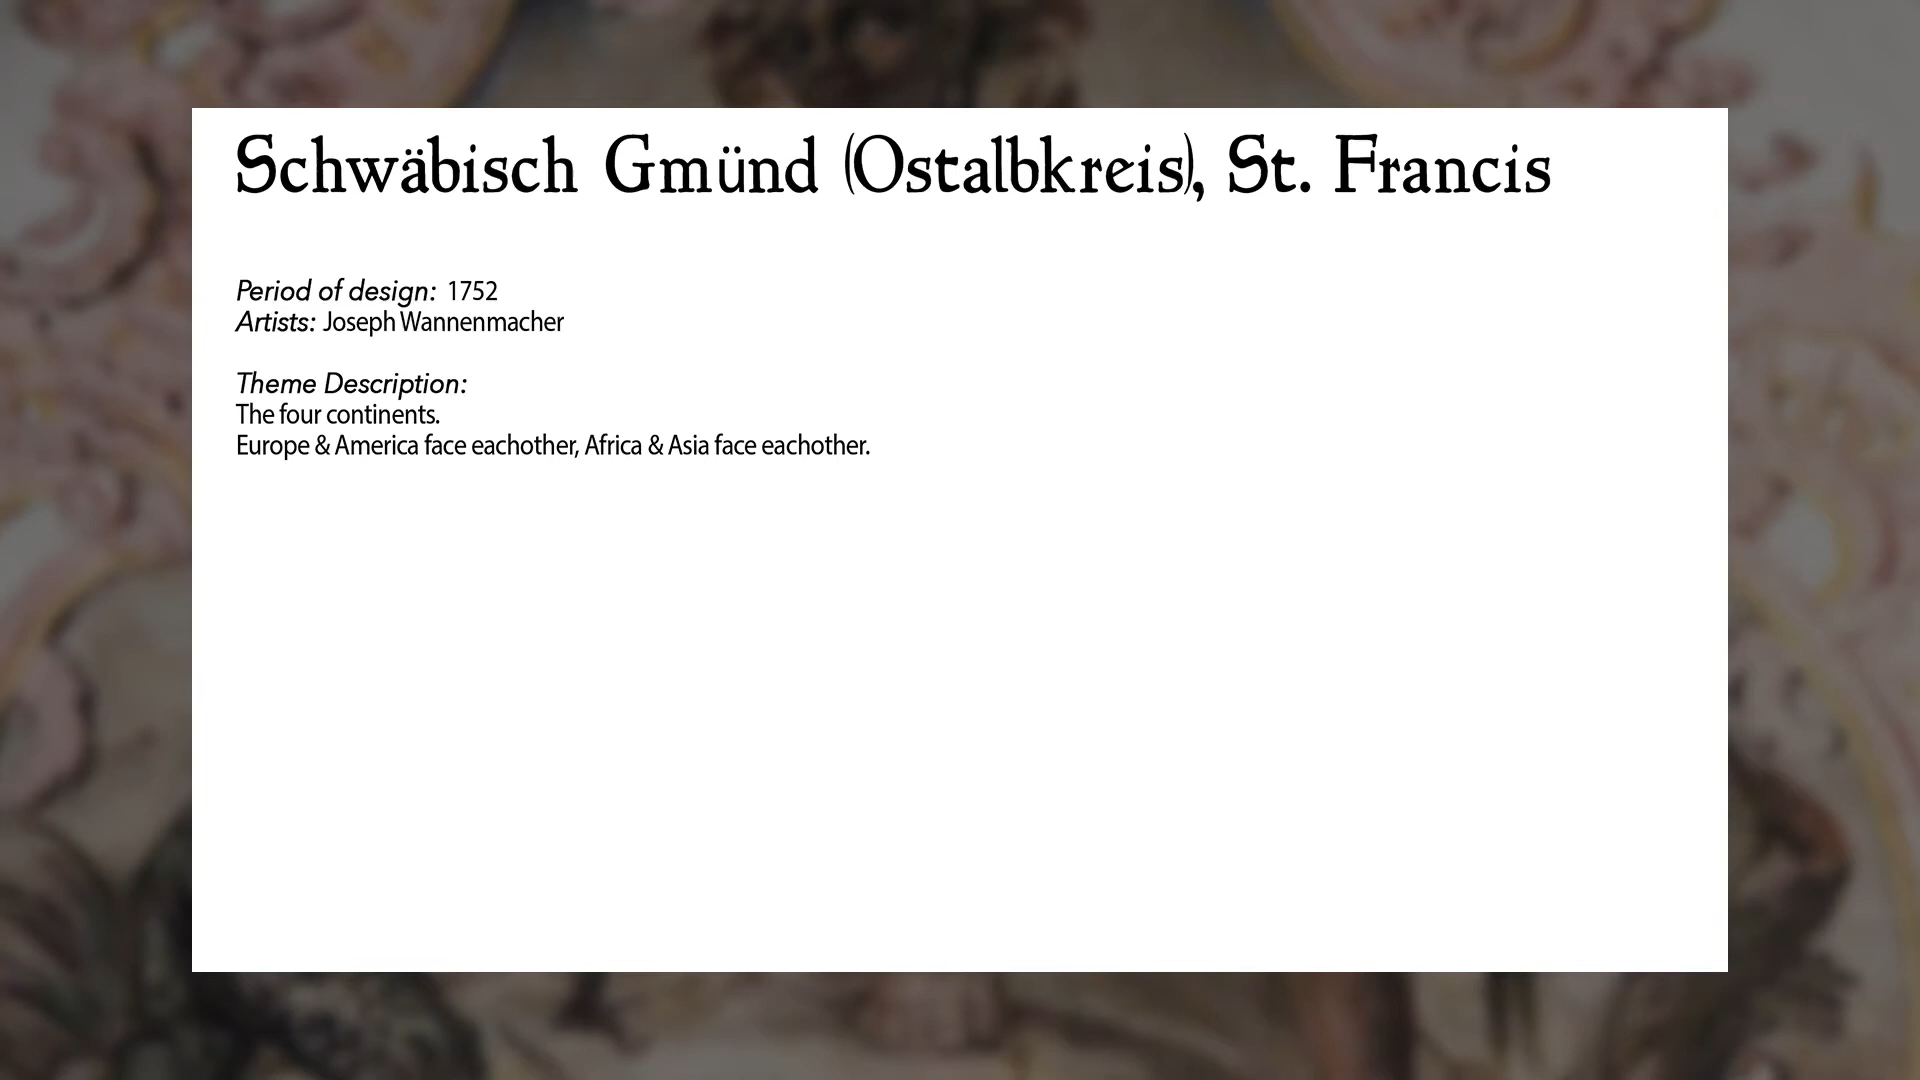 Schwäbisch Gmünd (Ostalbkreis), St. Francis
Period of design: 1752
Artists: Joseph Wannenmacher
Theme Description:
The four continents.
Europe & America face eachother, Africa & Asia face eachother.